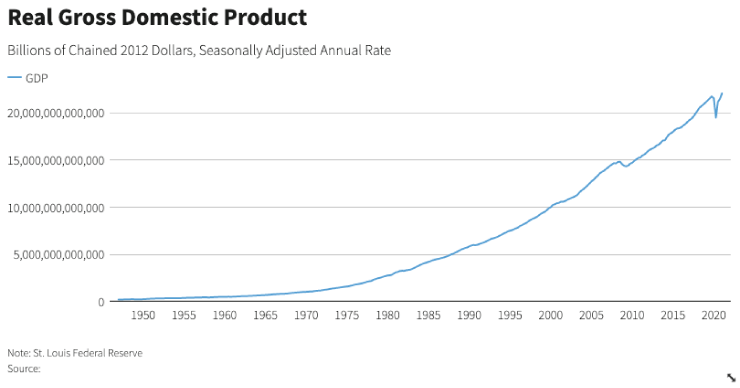 Real Gross Domestic Product
Billions of Chained 2012 Dollars, Seasonally Adjusted Annual Rate
GDP
20,000,000,000,000
15,000,000,000,000
10,000,000,000,000
5,000,000,000,000
0
1950 1955 1960 1965 1970 1975 1980 1985 1990 1995 2000 2005 2010 2015 2020
Note: St. Louis Federal Reserve
Source: